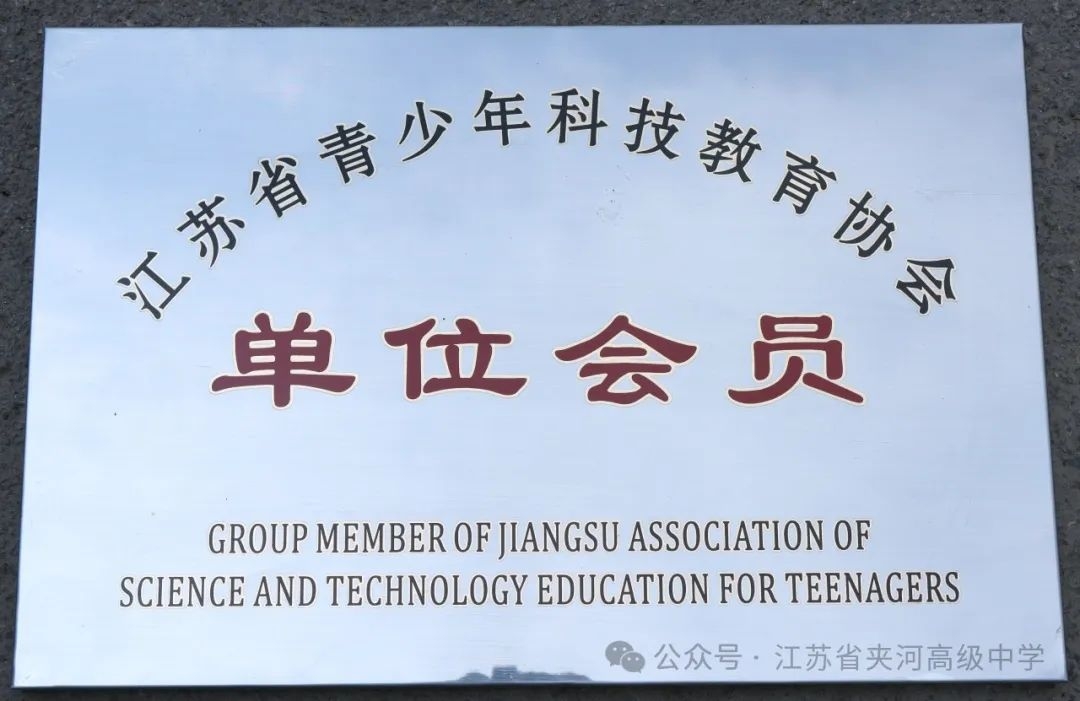 江苏省青少年科技教育协会
单位会员
GROUP MEMBER OF JIANGSU ASSOCIATION OF
SCIENCE AND TECHNOLOGY EDUCATION FOR TEENAGERS
公众号·江苏省夹河高级中学